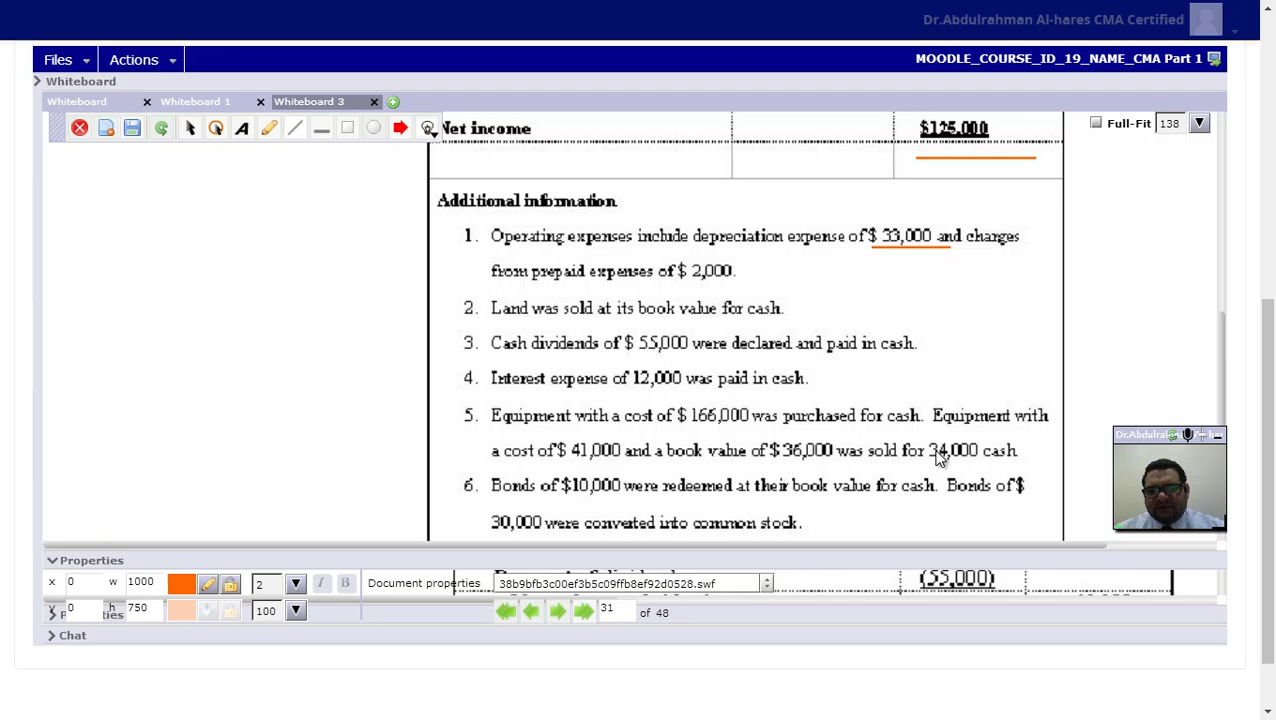 Dr.Abdulrahman Al-hares CMA Certified
Files Actions MOODLE_COURSE_ID_19_NAME_CMA Part 1
Whiteboard
Whiteboard Whiteboard 1 Whiteboard 3
Full-Fit 138
Net income $125,000
Additional information
1. Operating expenses include depreciation expense of $ 33,000 and charges
from prepaid expenses of $ 2,000.
2. Land was sold at its book value for cash.
3. Cash dividends of $ 55,000 were declared and paid in cash.
4. Interest expense of 12,000 was paid in cash.
5. Equipment with a cost of $ 166,000 was purchased for cash. Equipment with
a cost of $ 41,000 and a book value of $ 36,000 was sold for 34,000 cash
Dr.Abdulra
6. Bonds of $10,000 were redeemed at their book value for cash. Bonds of $
30,000 were converted into common stock.
Properties
x 0 w 1000 2 I B Document properties 38b9bfb3c00ef3b5c09ffb8ef92d0528.swf (55,000)
y 0 h 750 100 31 of 48
Chat